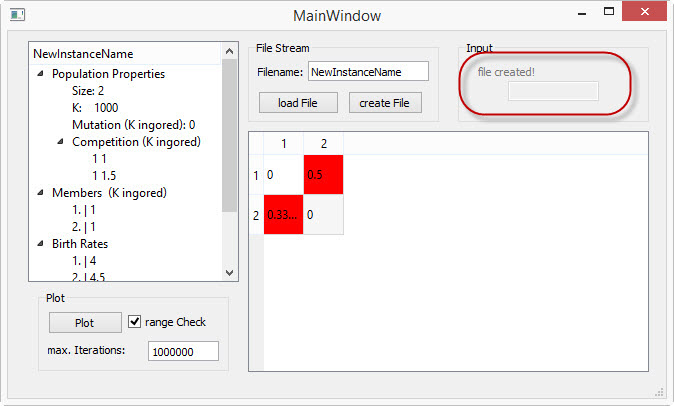 MainWindow
NewInstanceName
Population Properties
Size: 2
K: 1000
Mutation (K ingored): 0
Competition (K ingored)
1 1
1 1.5
Members (K ingored)
1. | 1
2. | 1
Birth Rates
1. | 4
2. | 4.5
File Stream
Filename: NewInstanceName
load File create File
Input
file created!
1 2
1 0 0.5
2 0.33... 0
Plot
Plot range Check
max. Iterations: 1000000